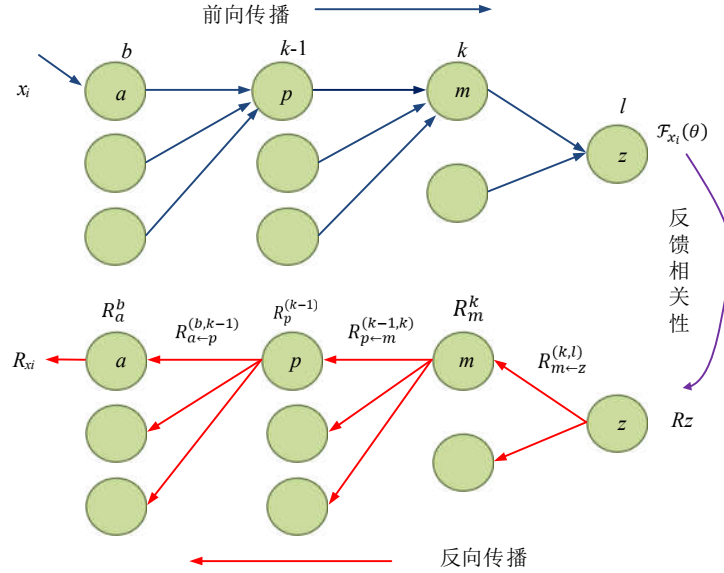 前向传播
b k-1 k
x_i a p m
l
z \mathcal{F}_{x_i}(θ)
反馈相关性
R_a^b R_p^{(k-1)} R_m^k
R_{a←p}^{(b,k-1)} R_{p←m}^{(k-1,k)} R_{m←z}^{(k,l)}
R_{xi} a p m
z Rz
反向传播